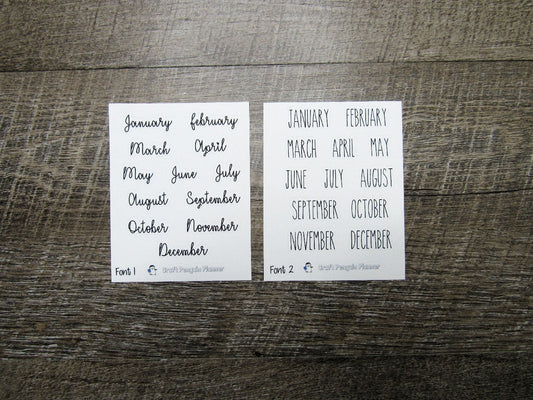 January february
March April
May June July
August September
October November
December
Font 1 Craft Penguin Planner
JANUARY FEBRUARY
MARCH APRIL MAY
JUNE JULY AUGUST
SEPTEMBER OCTOBER
NOVEMBER DECEMBER
Font 2 Craft Penguin Planner